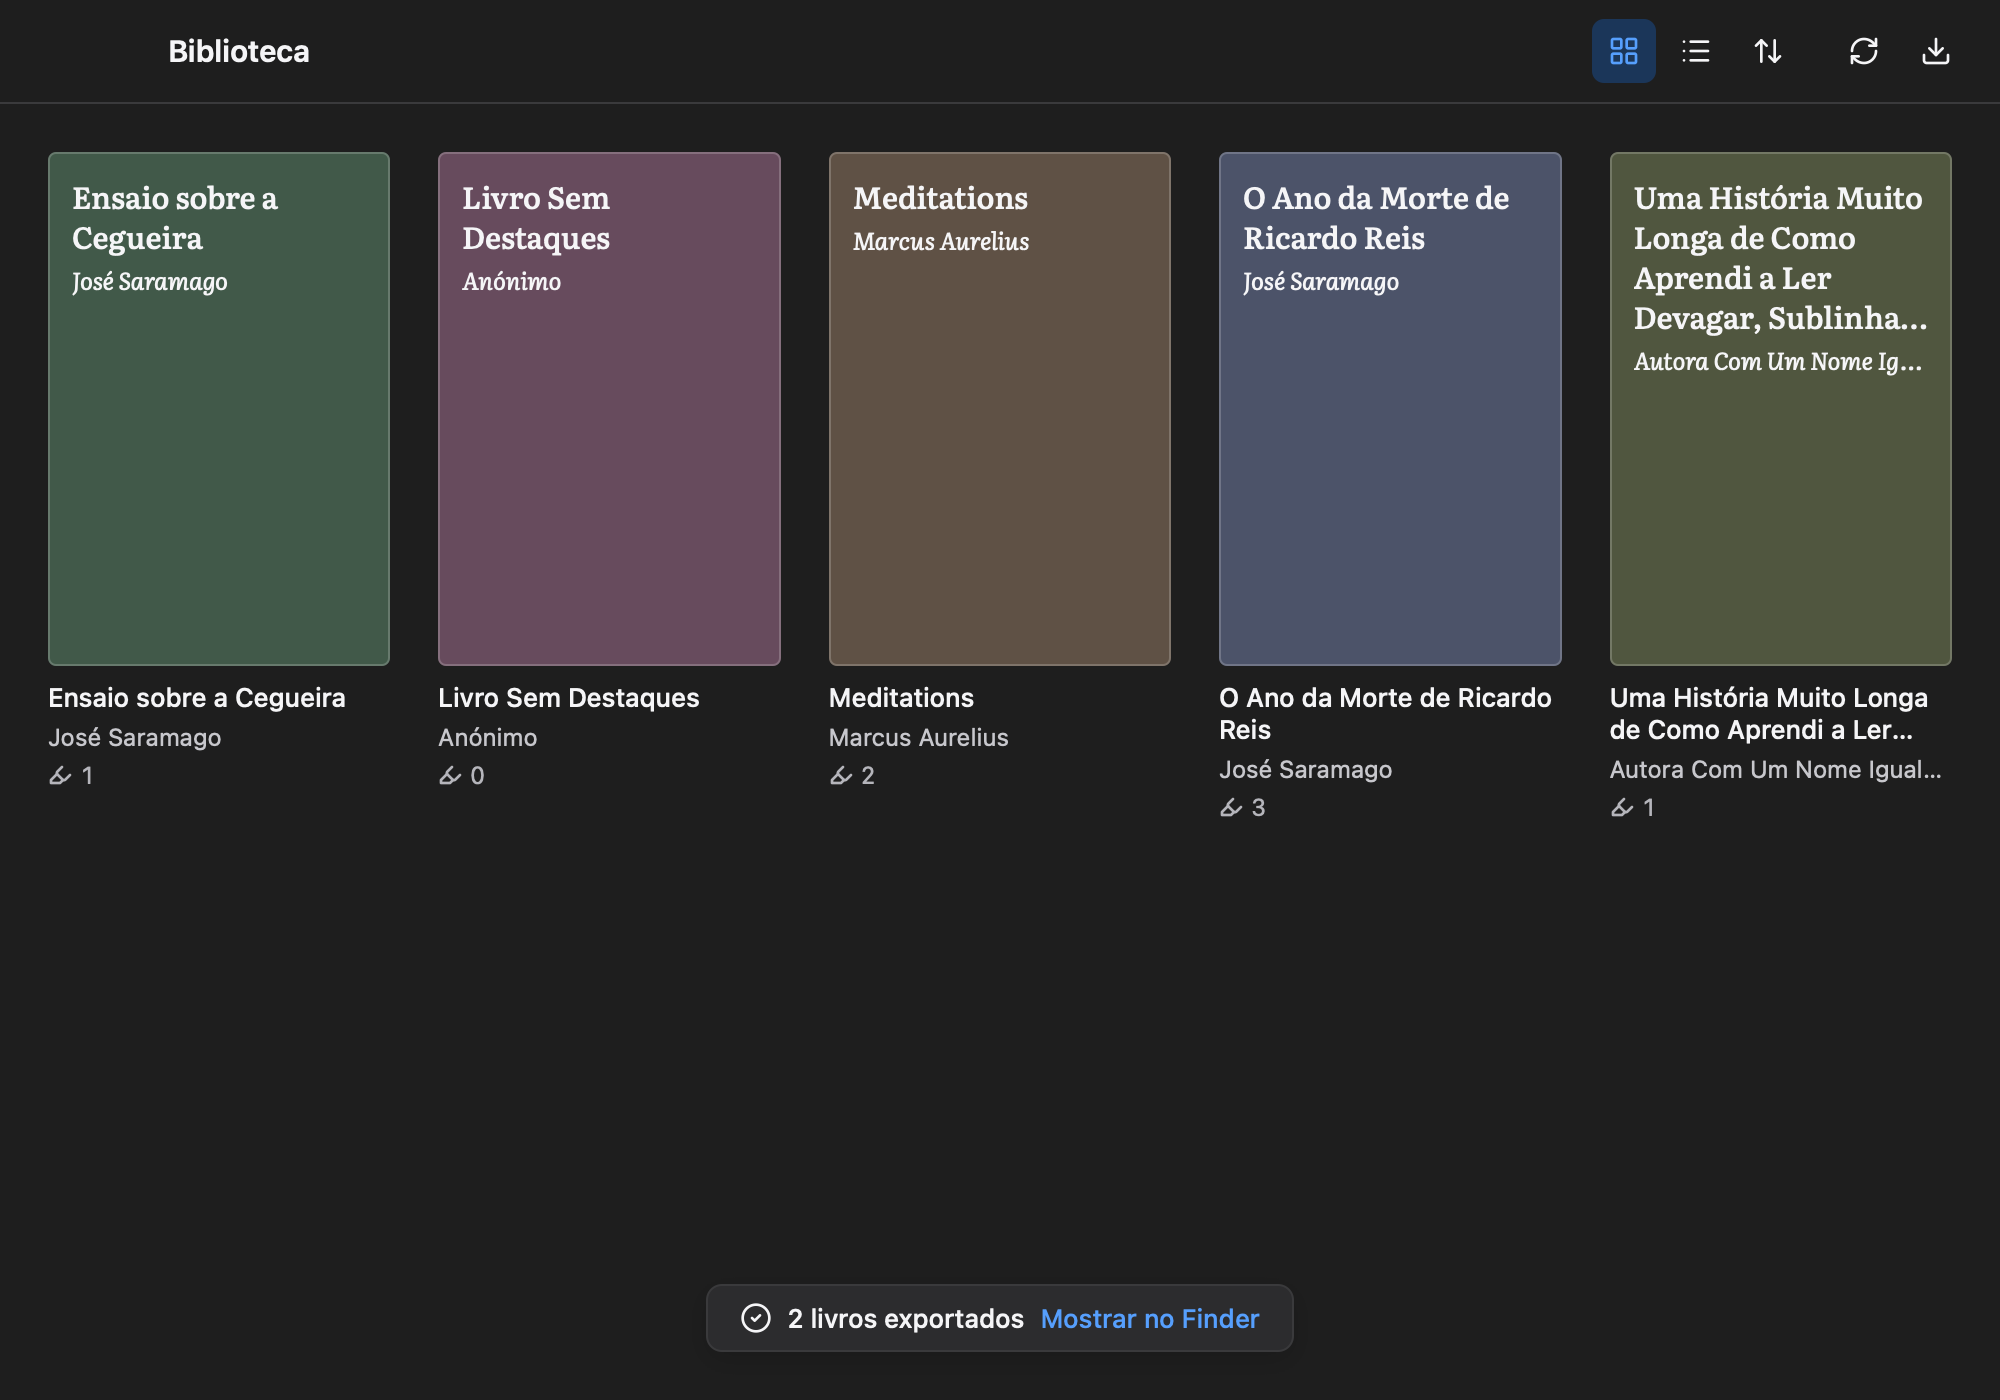 Biblioteca
Ensaio sobre a
Cegueira
José Saramago
Livro Sem
Destaques
Anónimo
Meditations
Marcus Aurelius
O Ano da Morte de
Ricardo Reis
José Saramago
Uma História Muito
Longa de Como
Aprendi a Ler
Devagar, Sublinha...
Autora Com Um Nome Ig...
Ensaio sobre a Cegueira
José Saramago
1
Livro Sem Destaques
Anónimo
0
Meditations
Marcus Aurelius
2
O Ano da Morte de Ricardo
Reis
José Saramago
3
Uma História Muito Longa
de Como Aprendi a Ler...
Autora Com Um Nome Igual...
1
2 livros exportados Mostrar no Finder